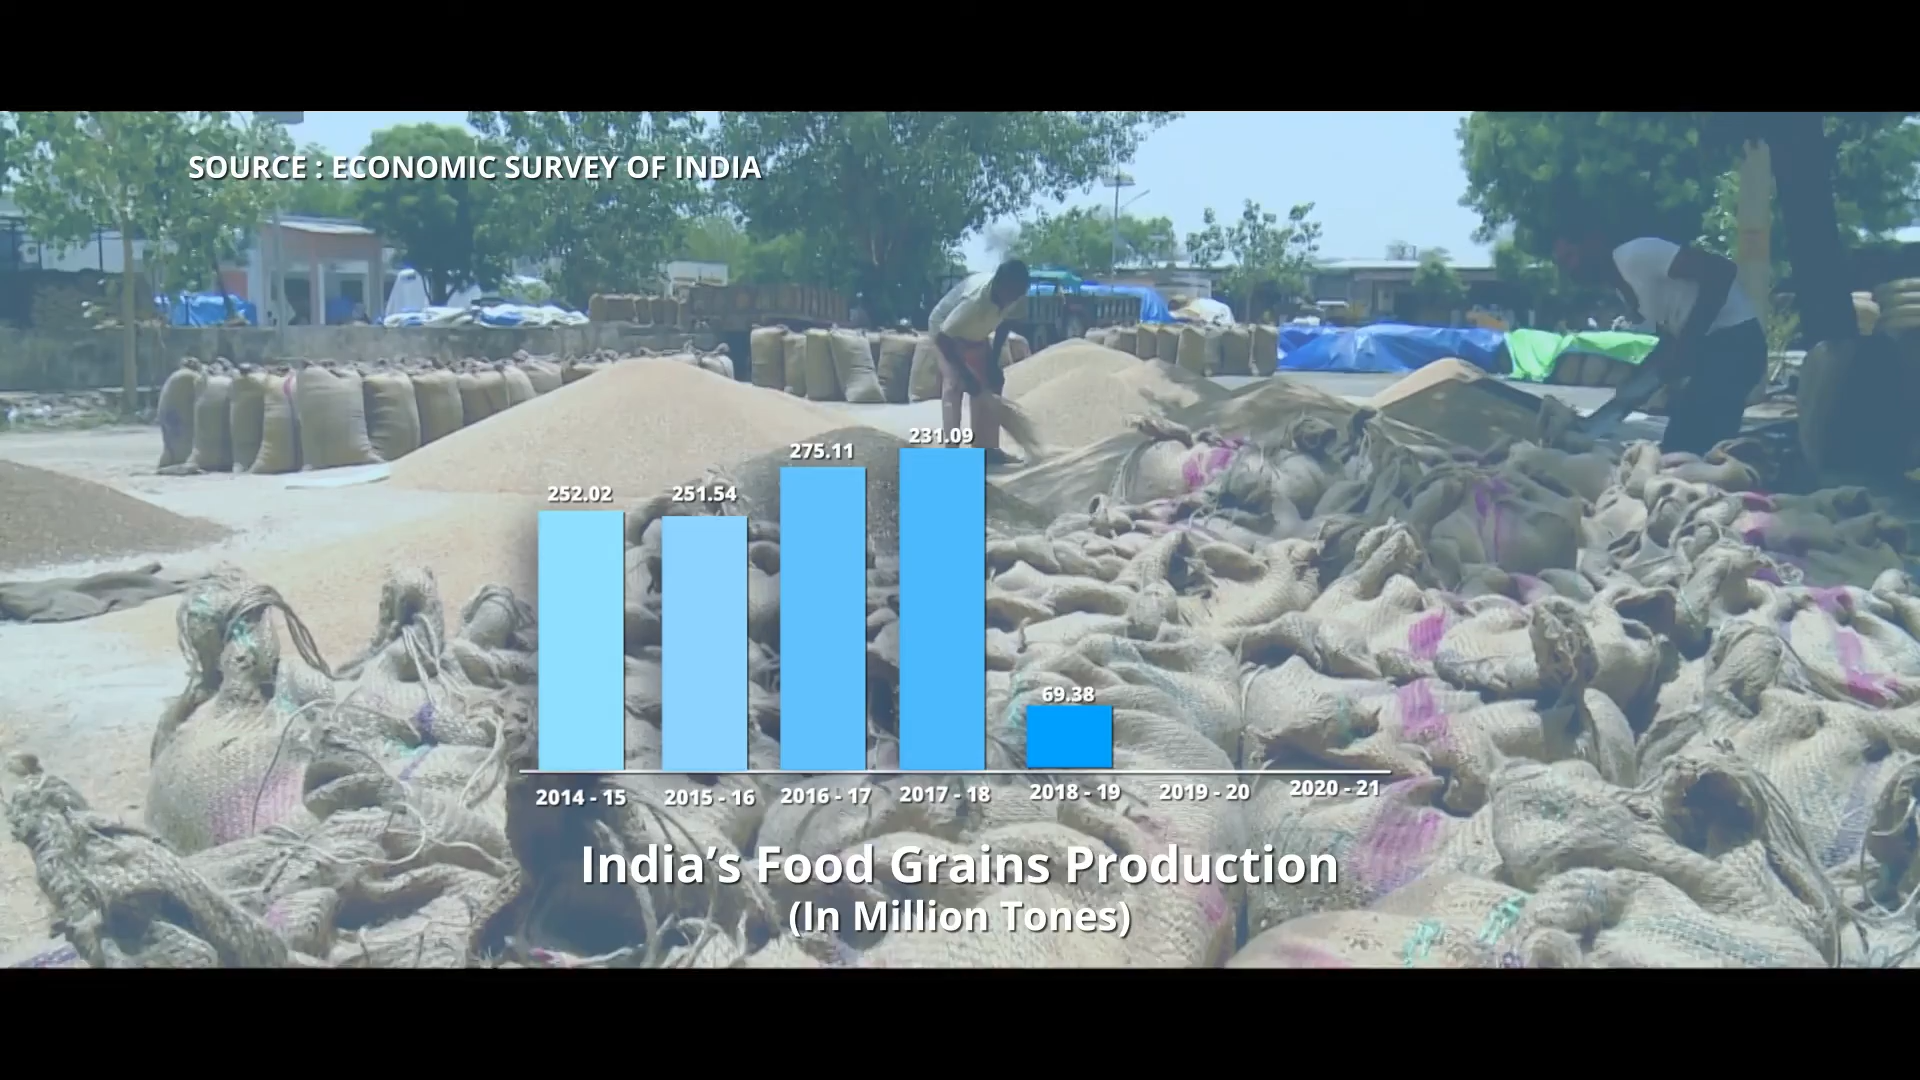 SOURCE : ECONOMIC SURVEY OF INDIA
252.02
251.54
275.11
231.09
69.38
2014 - 15
2015 - 16
2016 - 17
2017 - 18
2018 - 19
2019 - 20
2020 - 21
India’s Food Grains Production
(In Million Tones)